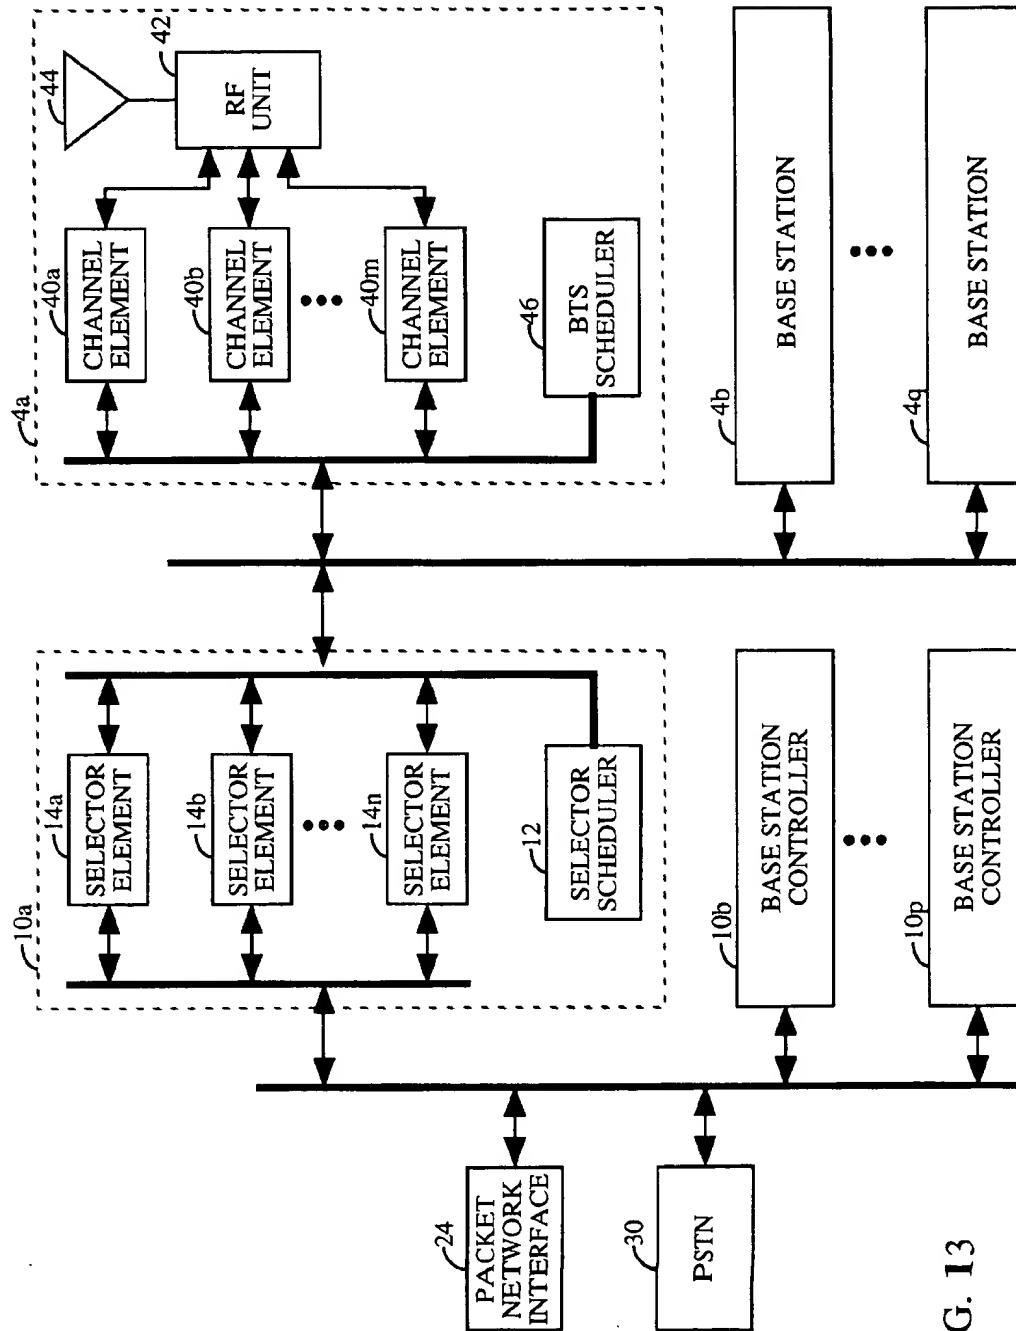 44
42
RF
UNIT
4a
40a
CHANNEL
ELEMENT
40b
CHANNEL
ELEMENT
40m
CHANNEL
ELEMENT
46
BTS
SCHEDULER
4b
BASE STATION
4q
BASE STATION
10a
14a
SELECTOR
ELEMENT
14b
SELECTOR
ELEMENT
14n
SELECTOR
ELEMENT
12
SELECTOR
SCHEDULER
10b
BASE STATION
CONTROLLER
10p
BASE STATION
CONTROLLER
24
PACKET
NETWORK
INTERFACE
30
PSTN
G. 13